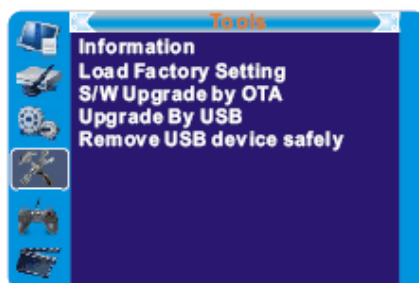 Tools
Information
Load Factory Setting
S/W Upgrade by OTA
Upgrade By USB
Remove USB device safely